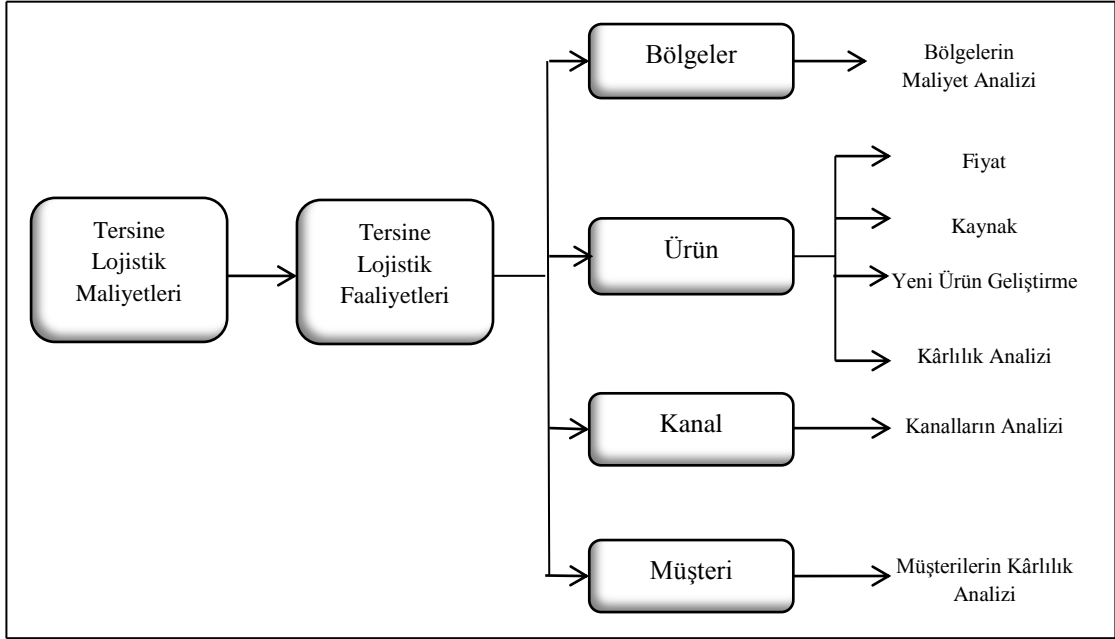 Tersine
Lojistik
Maliyetleri
Tersine
Lojistik
Faaliyetleri
Bölgeler
Bölgelerin
Maliyet Analizi
Ürün
Fiyat
Kaynak
Yeni Ürün Geliştirme
Kârlılık Analizi
Kanal
Kanalların Analizi
Müşteri
Müşterilerin Kârlılık
Analizi